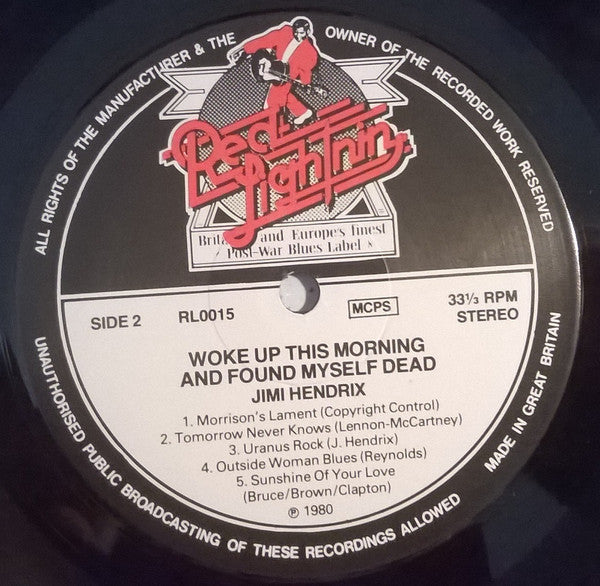 ALL RIGHTS OF THE MANUFACTURER & THE OWNER OF THE RECORDED WORK RESERVED
Red
Lightnin
and Europe's finest
Post-War Blues Label
SIDE 2 RL0015 MCPS 33⅓ RPM
STEREO
WOKE UP THIS MORNING
AND FOUND MYSELF DEAD
JIMI HENDRIX
1. Morrison's Lament (Copyright Control)
2. Tomorrow Never Knows (Lennon-McCartney)
3. Uranus Rock (J. Hendrix)
4. Outside Woman Blues (Reynolds)
5. Sunshine Of Your Love
(Bruce/Brown/Clapton)
℗ 1980
UNAUTHORISED PUBLIC BROADCASTING OF THESE RECORDINGS ALLOWED
MADE IN GREAT BRITAIN